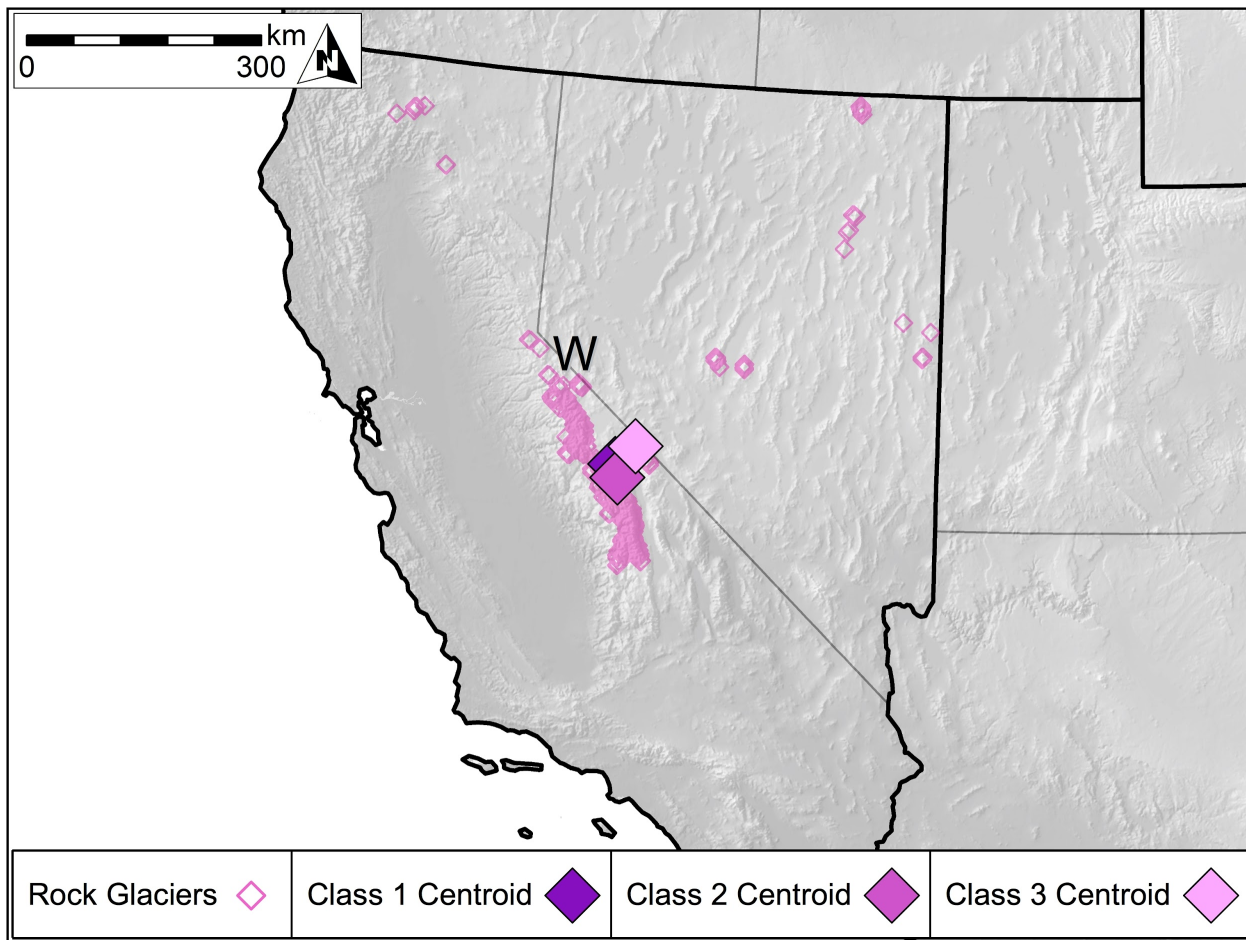 km
0 300
N
W
Rock Glaciers
Class 1 Centroid
Class 2 Centroid
Class 3 Centroid